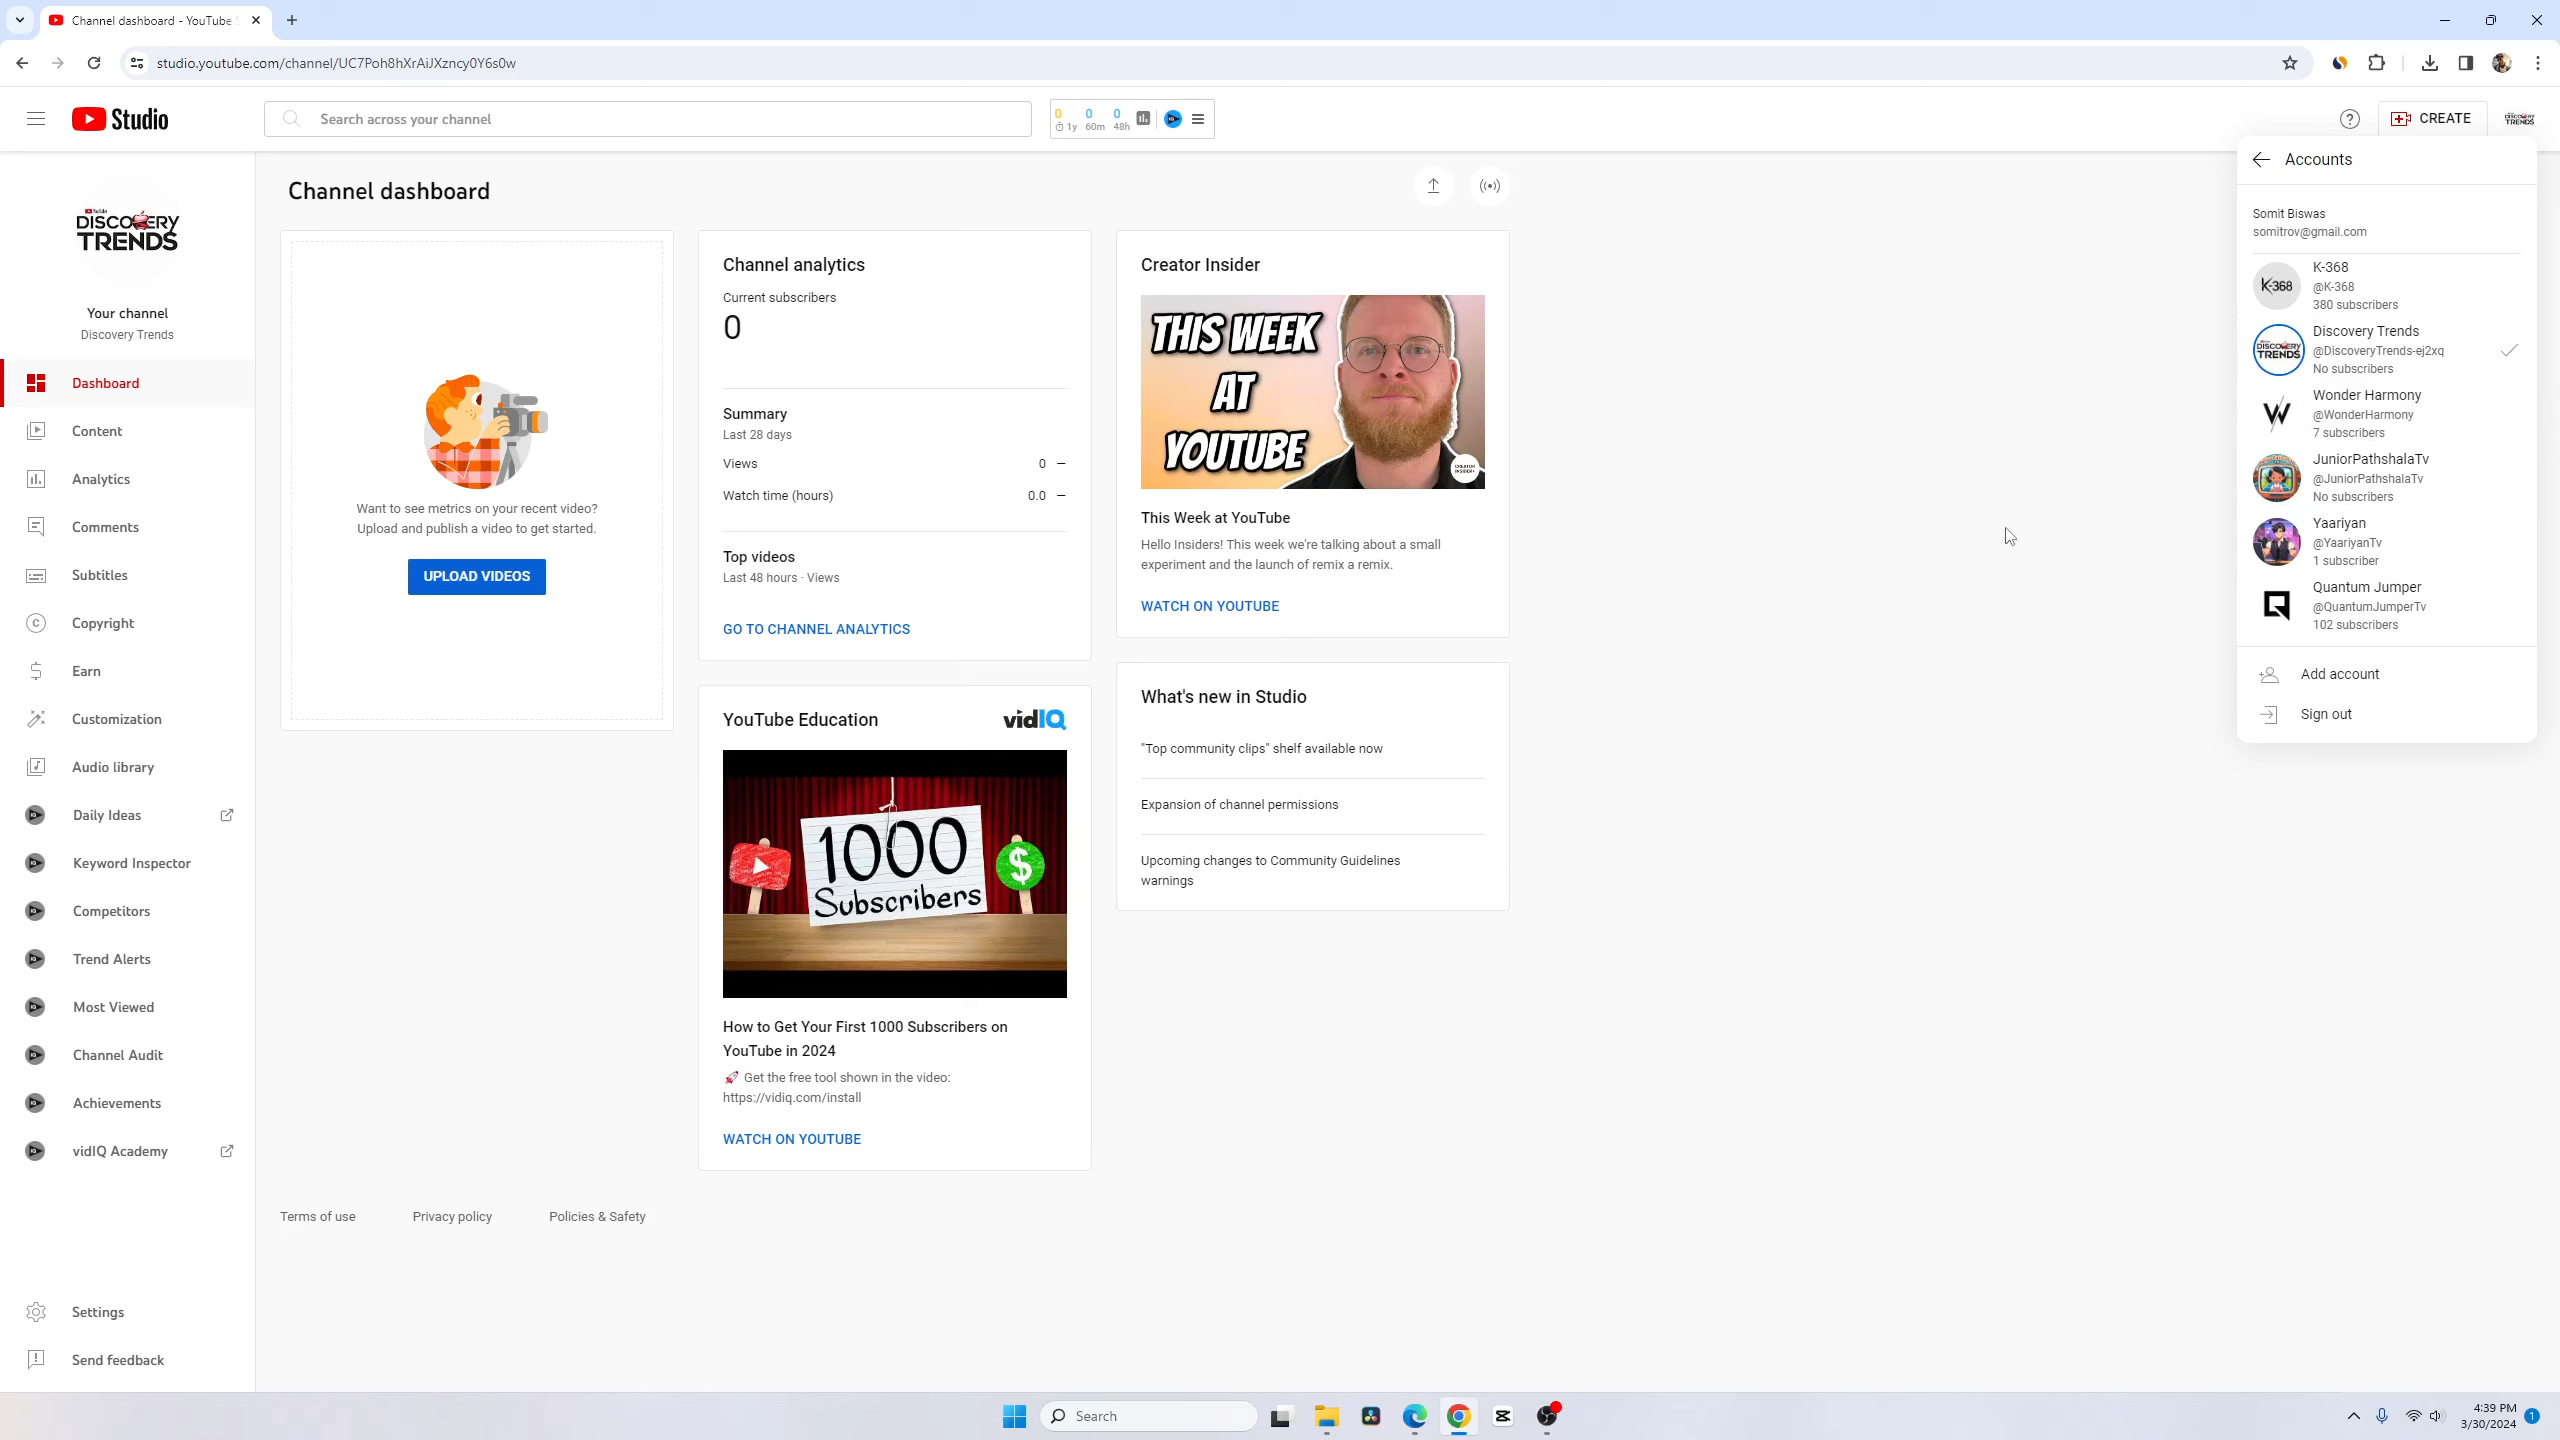 Channel dashboard - YouTube S
studio.youtube.com/channel/UC7Poh8hXrAiJXzncy0Y6s0w
Studio
Search across your channel
0 0 0
1y 60m 48h
CREATE
DISCOVERY
TRENDS
DISCOVERY
TRENDS
Your channel
Discovery Trends
Dashboard
Content
Analytics
Comments
Subtitles
Copyright
Earn
Customization
Audio library
Daily Ideas
Keyword Inspector
Competitors
Trend Alerts
Most Viewed
Channel Audit
Achievements
vidIQ Academy
Settings
Send feedback
Channel dashboard
Want to see metrics on your recent video?
Upload and publish a video to get started.
UPLOAD VIDEOS
Channel analytics
Current subscribers
0
Summary
Last 28 days
Views 0 —
Watch time (hours) 0.0 —
Top videos
Last 48 hours · Views
GO TO CHANNEL ANALYTICS
YouTube Education
vidIQ
1000
Subscribers
$
How to Get Your First 1000 Subscribers on
YouTube in 2024
🚀 Get the free tool shown in the video:
https://vidiq.com/install
WATCH ON YOUTUBE
Creator Insider
THIS WEEK
AT
YOUTUBE
CREATOR
INSIDER
This Week at YouTube
Hello Insiders! This week we're talking about a small
experiment and the launch of remix a remix.
WATCH ON YOUTUBE
What's new in Studio
"Top community clips" shelf available now
Expansion of channel permissions
Upcoming changes to Community Guidelines
warnings
Accounts
Somit Biswas
somitrov@gmail.com
K-368
K-368
@K-368
380 subscribers
DISCOVERY
TRENDS
Discovery Trends
@DiscoveryTrends-ej2xq
No subscribers
Wonder Harmony
@WonderHarmony
7 subscribers
JuniorPathshalaTv
@JuniorPathshalaTv
No subscribers
Yaariyan
@YaariyanTv
1 subscriber
Quantum Jumper
@QuantumJumperTv
102 subscribers
Add account
Sign out
Terms of use
Privacy policy
Policies & Safety
Search
4:39 PM
3/30/2024
1